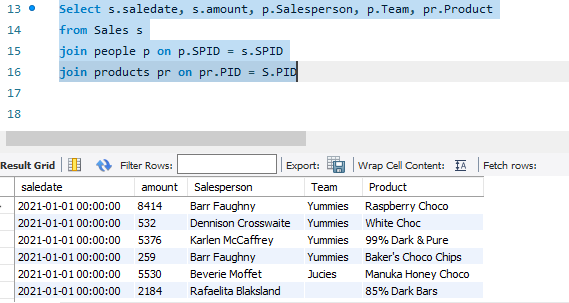 13 Select s.saledate, s.amount, p.Salesperson, p.Team, pr.Product
14 from Sales s
15 join people p on p.SPID = s.SPID
16 join products pr on pr.PID = S.PID
17
18
Result Grid Filter Rows: Export: Wrap Cell Content: IA Fetch rows:
saledate amount Salesperson Team Product
2021-01-01 00:00:00 8414 Barr Faughny Yummies Raspberry Choco
2021-01-01 00:00:00 532 Dennison Crosswaite Yummies White Choc
2021-01-01 00:00:00 5376 Karlen McCaffrey Yummies 99% Dark & Pure
2021-01-01 00:00:00 259 Barr Faughny Yummies Baker's Choco Chips
2021-01-01 00:00:00 5530 Beverie Moffet Jucies Manuka Honey Choco
2021-01-01 00:00:00 2184 Rafaelita Blaksland 85% Dark Bars